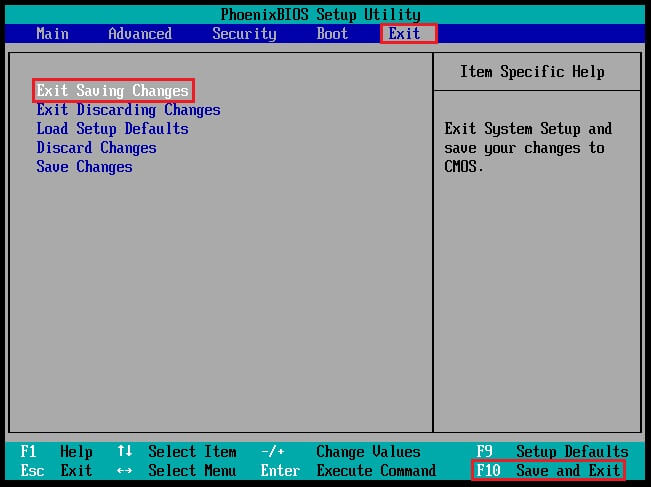 PhoenixBIOS Setup Utility
Main Advanced Security Boot Exit
Exit Saving Changes
Exit Discarding Changes
Load Setup Defaults
Discard Changes
Save Changes
Item Specific Help
Exit System Setup and
save your changes to
CMOS.
F1 Help ↑↓ Select Item -/+ Change Values F9 Setup Defaults
Esc Exit ↔ Select Menu Enter Execute Command F10 Save and Exit